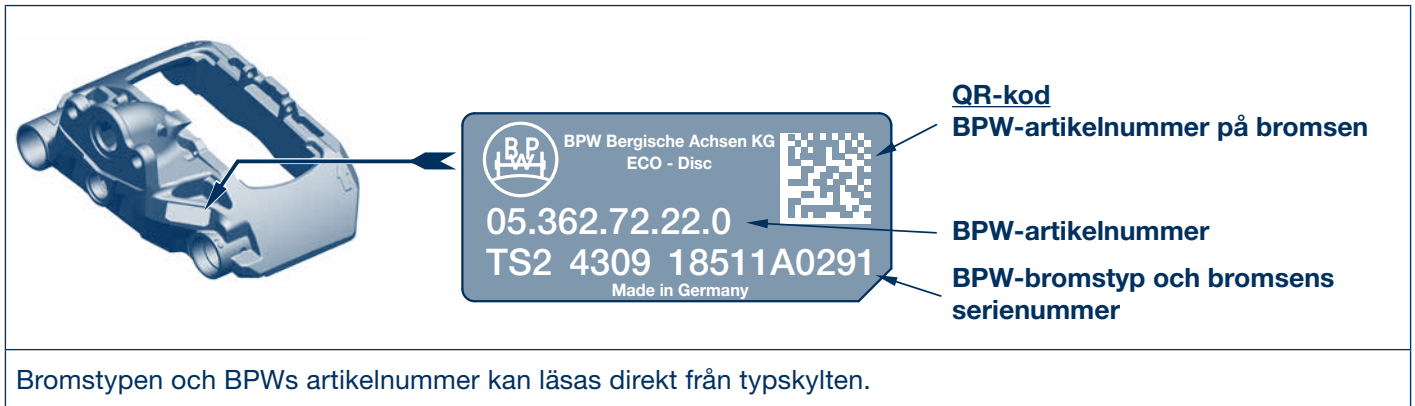 QR-kod
BPW-artikelnummer på bromsen
BPW
BPW Bergische Achsen KG
ECO - Disc
05.362.72.22.0
BPW-artikelnummer
TS2 4309 18511A0291
BPW-bromstyp och bromsens
serienummer
Made in Germany
Bromstypen och BPWs artikelnummer kan läsas direkt från typskylten.